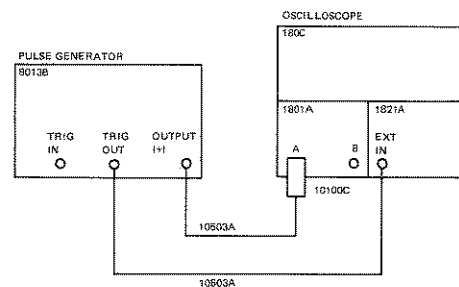 OSCILLOSCOPE
180C
PULSE GENERATOR
8013B
1801A
1821A
TRIG IN
TRIG OUT
OUTPUT (+)
A
B
EXT IN
10100C
10503A
10503A